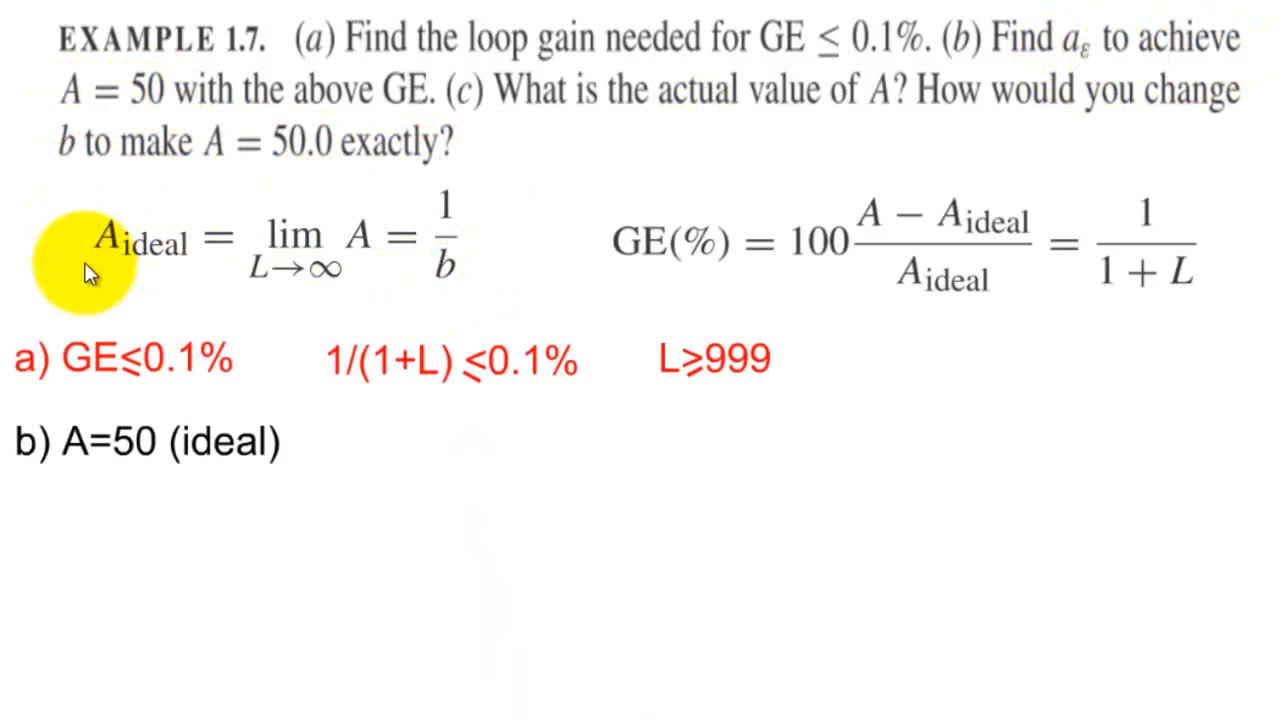 EXAMPLE 1.7. (a) Find the loop gain needed for GE ≤ 0.1%. (b) Find aε to achieve
A = 50 with the above GE. (c) What is the actual value of A? How would you change
b to make A = 50.0 exactly?
A_ideal = lim_{L→∞} A = 1/b
GE(%) = 100 (A − A_ideal)/A_ideal = 1/(1 + L)
a) GE⩽0.1% 1/(1+L) ⩽0.1% L⩾999
b) A=50 (ideal)